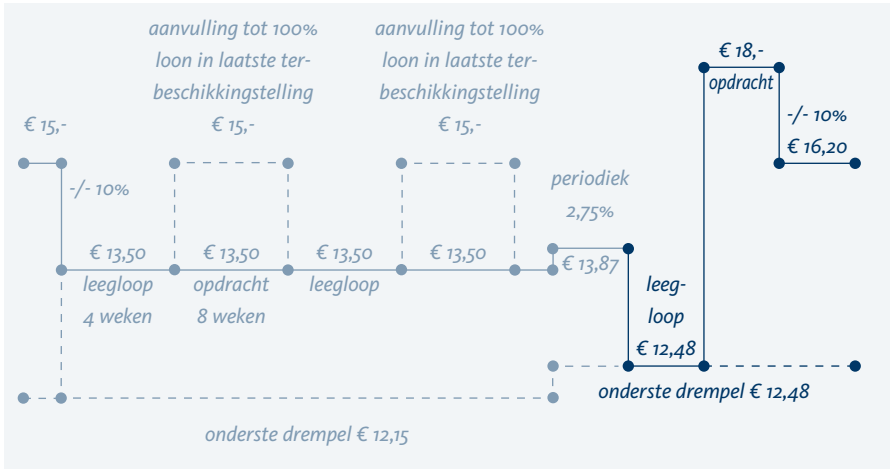 aanvulling tot 100%
loon in laatste ter-
beschikkingstelling
€ 15,-
aanvulling tot 100%
loon in laatste ter-
beschikkingstelling
€ 15,-
€ 18,-
opdracht
-/- 10%
€ 16,20
€ 15,-
-/- 10%
periodiek
2,75%
€ 13,50
leegloop
4 weken
€ 13,50
opdracht
8 weken
€ 13,50
leegloop
€ 13,50
€ 13,87
leeg-
loop
€ 12,48
onderste drempel € 12,48
onderste drempel € 12,15